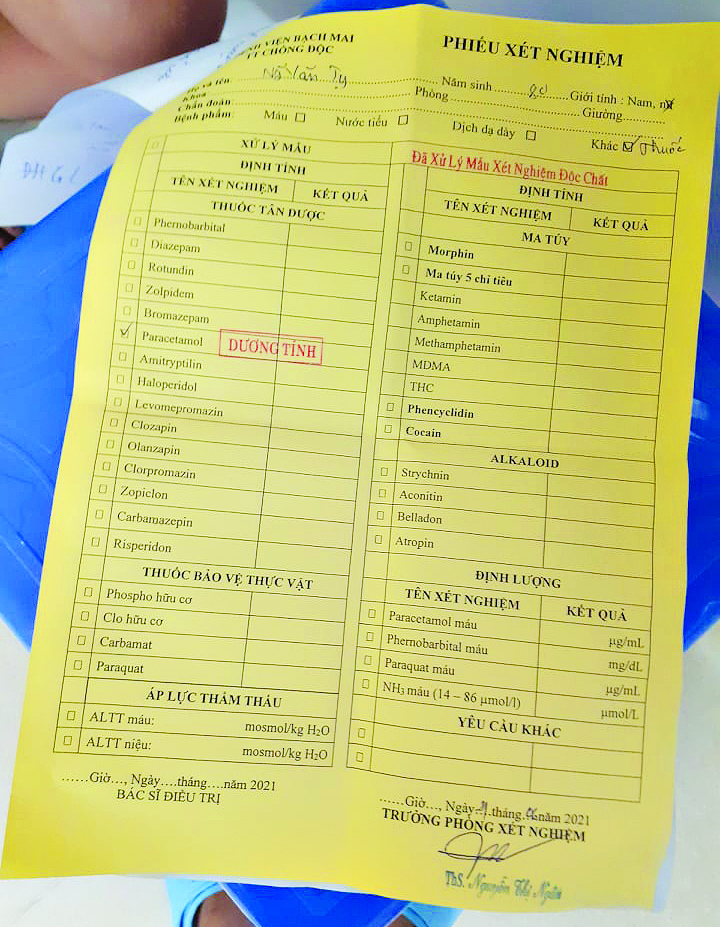 BỆNH VIỆN BẠCH MAI
TT CHỐNG ĐỘC
PHIẾU XÉT NGHIỆM
Họ và tên Văn Tỵ Năm sinh Giới tính : Nam, nữ
Khoa Phòng Giường
Chẩn đoán
Bệnh phẩm Máu □ Nước tiểu □ Dịch dạ dày □ Khác ☑ Thuốc
Đã Xử Lý Mẫu Xét Nghiệm Độc Chất
□ XỬ LÝ MẪU
ĐỊNH TÍNH
TÊN XÉT NGHIỆM KẾT QUẢ
THUỐC TÂN DƯỢC
□ Phernobarbital
□ Diazepam
□ Rotundin
□ Zolpidem
□ Bromazepam
☑ Paracetamol DƯƠNG TÍNH
□ Amitryptilin
□ Haloperidol
□ Levomepromazin
□ Clozapin
□ Olanzapin
□ Clorpromazin
□ Zopiclon
□ Carbamazepin
□ Risperidon
THUỐC BẢO VỆ THỰC VẬT
□ Phospho hữu cơ
□ Clo hữu cơ
□ Carbamat
□ Paraquat
ÁP LỰC THẨM THẤU
□ ALTT máu: mosmol/kg H₂O
□ ALTT niệu: mosmol/kg H₂O
......Giờ..., Ngày....tháng....năm 2021
BÁC SĨ ĐIỀU TRỊ
ĐỊNH TÍNH
TÊN XÉT NGHIỆM KẾT QUẢ
MA TÚY
□ Morphin
□ Ma túy 5 chỉ tiêu
Ketamin
Amphetamin
Methamphetamin
MDMA
THC
□ Phencyclidin
□ Cocain
ALKALOID
□ Strychnin
□ Aconitin
□ Belladon
□ Atropin
ĐỊNH LƯỢNG
TÊN XÉT NGHIỆM KẾT QUẢ
□ Paracetamol máu µg/mL
□ Phernobarbital máu mg/dL
□ Paraquat máu µg/mL
□ NH₃ máu (14 – 86 µmol/l) µmol/L
YÊU CẦU KHÁC
......Giờ..., Ngày tháng năm 2021
TRƯỞNG PHÒNG XÉT NGHIỆM
ThS. Nguyễn Thị Ngân